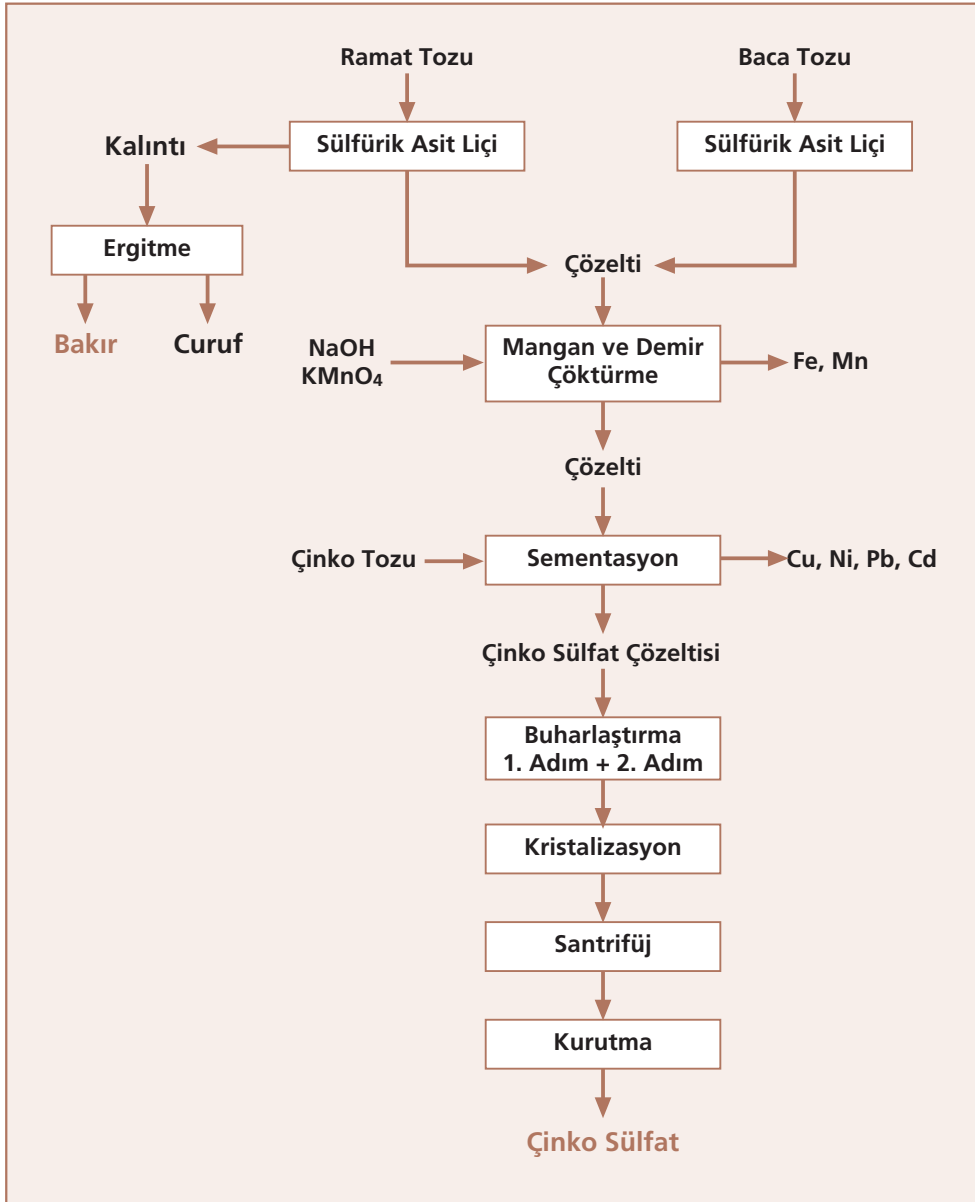 Ramat Tozu
Baca Tozu
Sülfürik Asit Liçi
Sülfürik Asit Liçi
Kalıntı
Ergitme
Bakır
Curuf
Çözelti
NaOH
KMnO4
Mangan ve Demir
Çöktürme
Fe, Mn
Çözelti
Çinko Tozu
Sementasyon
Cu, Ni, Pb, Cd
Çinko Sülfat Çözeltisi
Buharlaştırma
1. Adım + 2. Adım
Kristalizasyon
Santrifüj
Kurutma
Çinko Sülfat